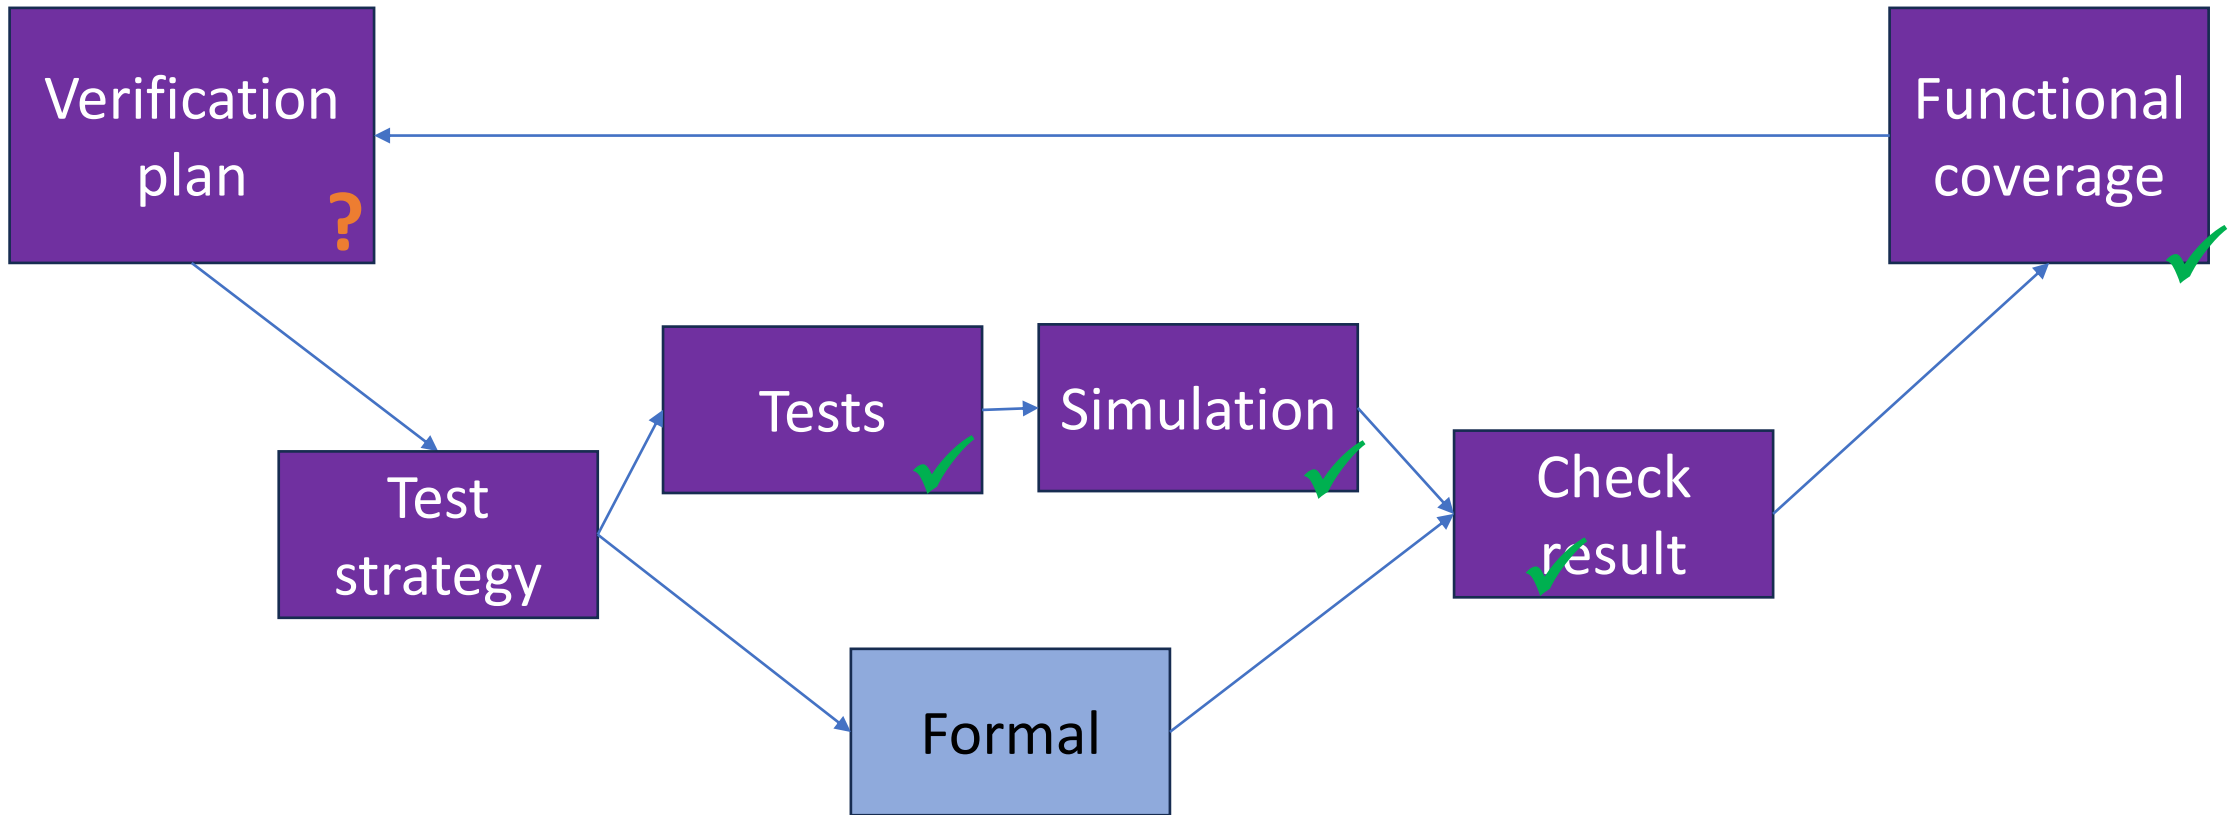 Verification
plan
?
Functional
coverage
Tests
Simulation
Test
strategy
Check
result
Formal